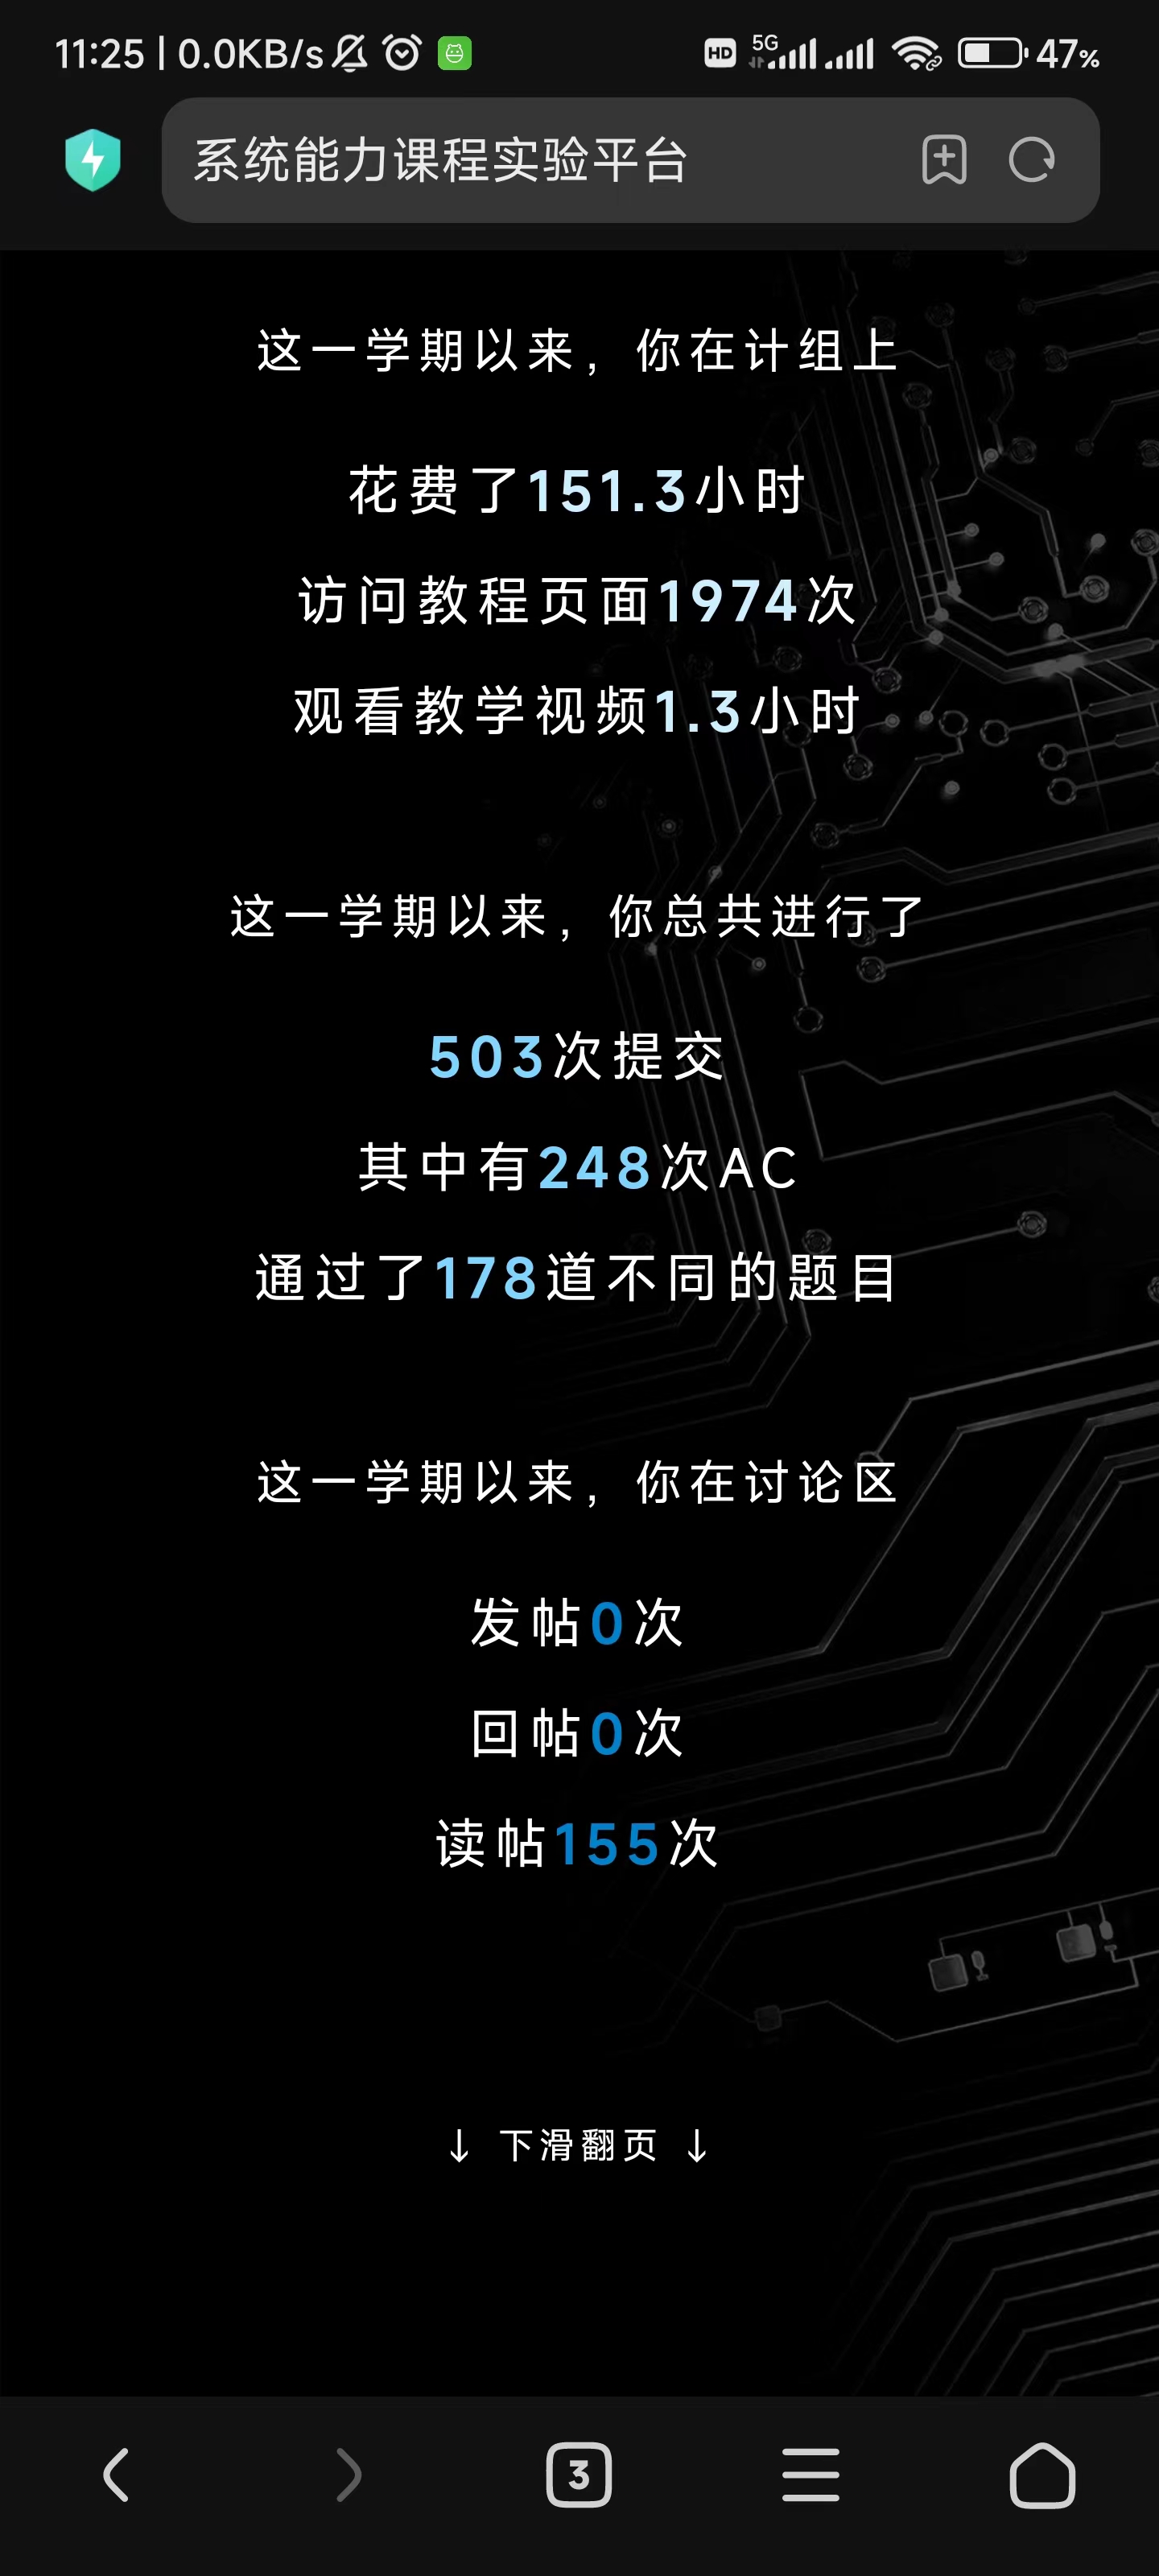 11:25 | 0.0KB/s HD 5G 47%
系统能力课程实验平台
这一学期以来，你在计组上
花费了151.3小时
访问教程页面1974次
观看教学视频1.3小时
这一学期以来，你总共进行了
503次提交
其中有248次AC
通过了178道不同的题目
这一学期以来，你在讨论区
发帖0次
回帖0次
读帖155次
↓ 下滑翻页 ↓
3